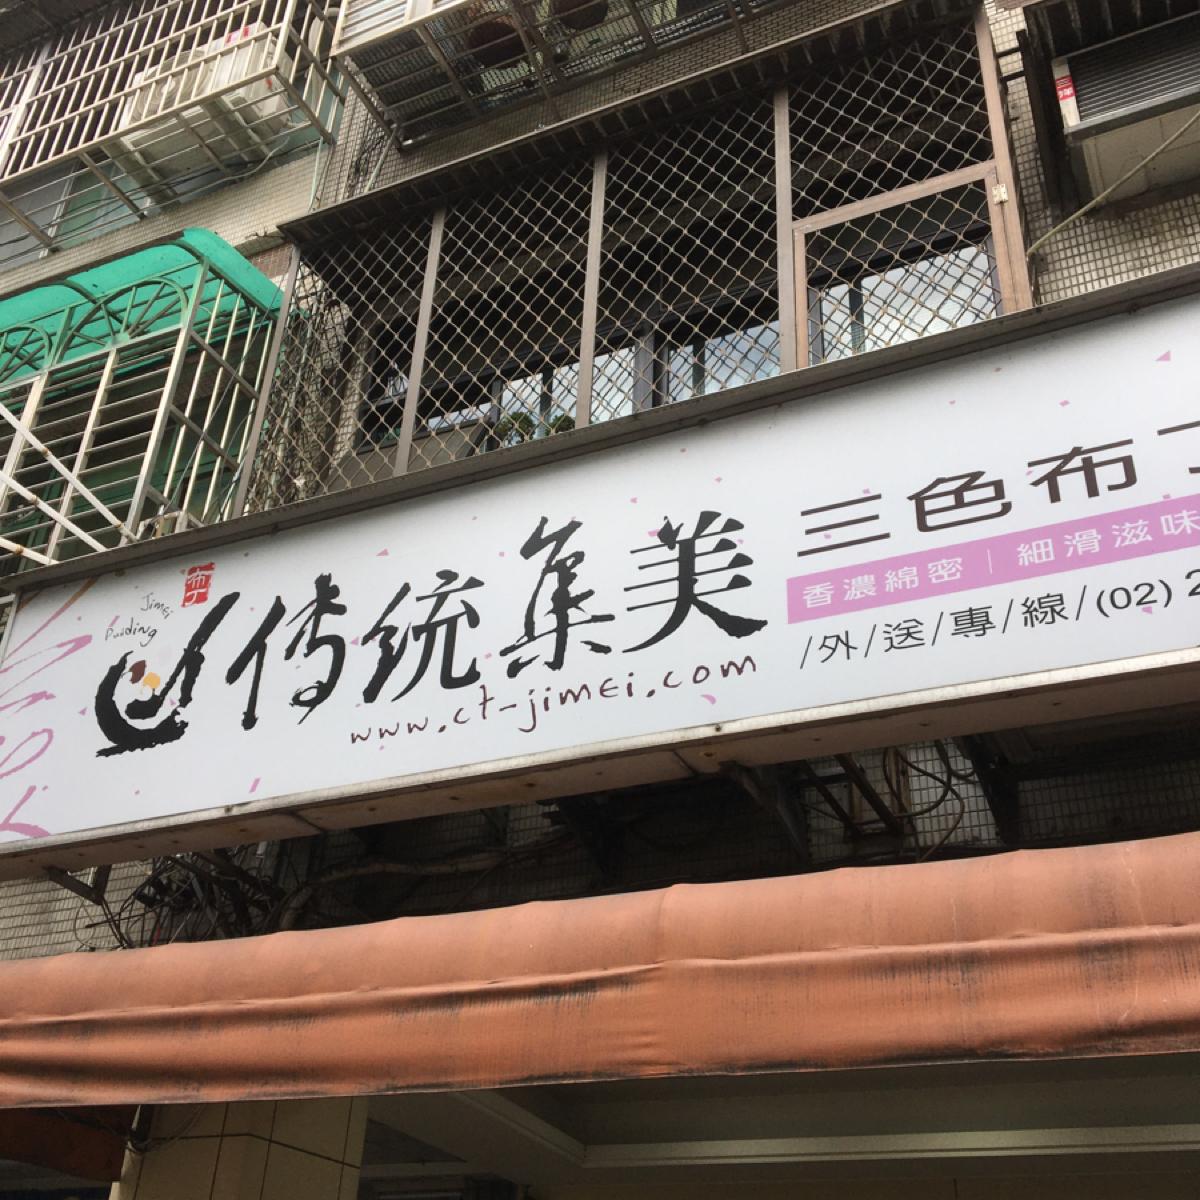 布丁
Jimei
Pudding
傳統集美
www.ct-jimei.com
三色布丁
香濃綿密｜細滑滋味
/外/送/專/線/(02) 2